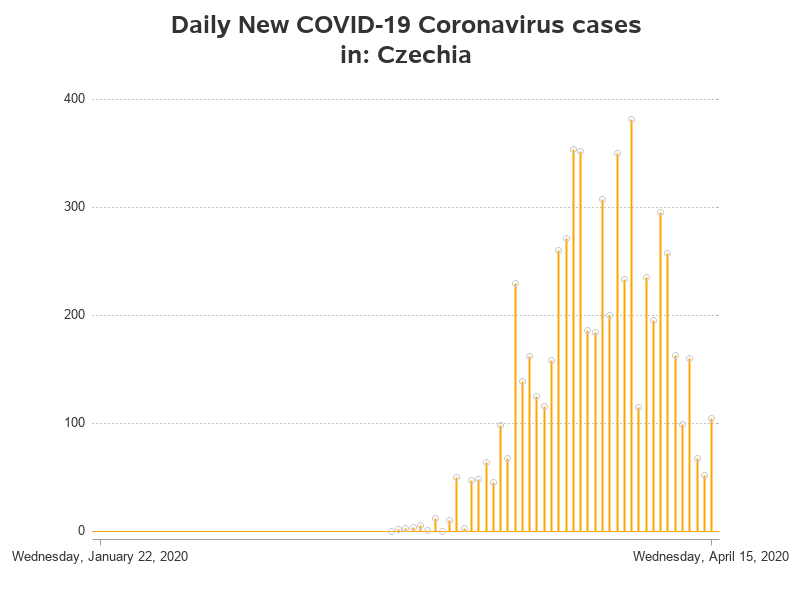 Daily New COVID-19 Coronavirus cases
in: Czechia
400
300
200
100
0
Wednesday, January 22, 2020
Wednesday, April 15, 2020